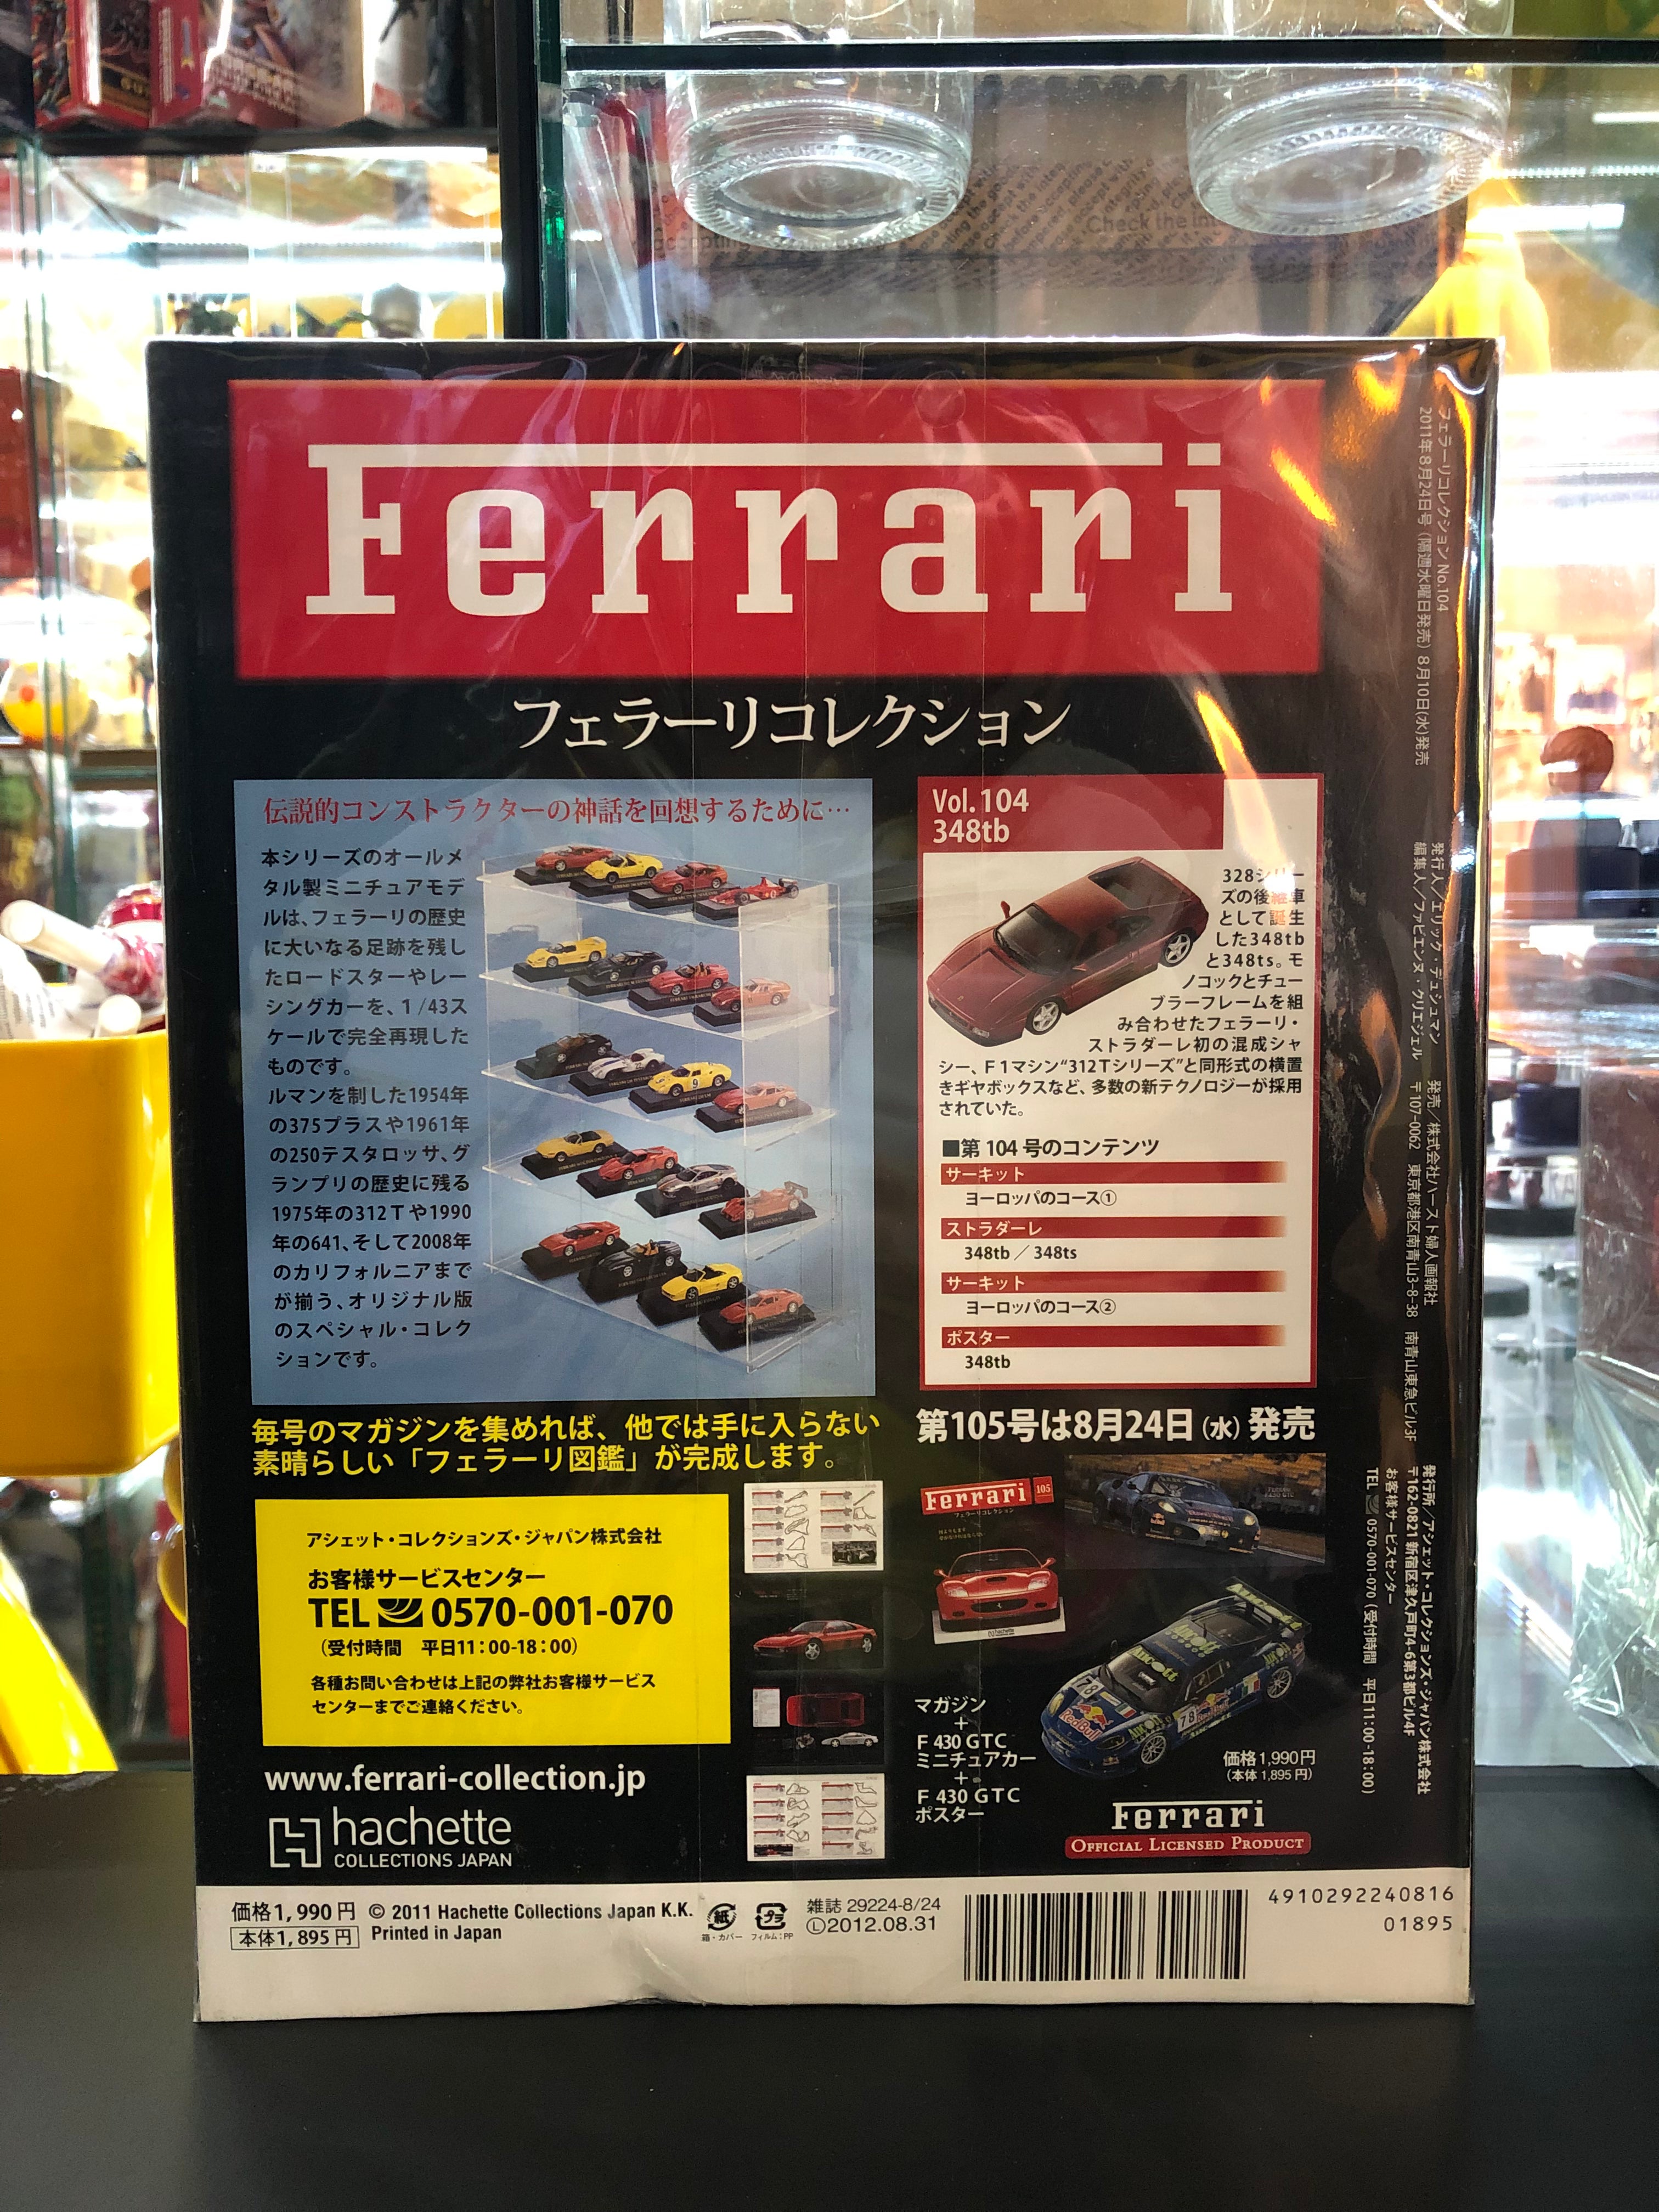 Ferrari
フェラーリコレクション
伝説的コンストラクターの神話を回想するために…
本シリーズのオールメ
タル製ミニチュアモデ
ルは、フェラーリの歴史
に大いなる足跡を残し
たロードスターやレー
シングカーを、1/43ス
ケールで完全再現した
ものです。
ルマンを制した1954年
の375プラスや1961年
の250テスタロッサ、グ
ランプリの歴史に残る
1975年の312Tや1990
年の641、そして2008年
のカリフォルニアまで
が揃う、オリジナル版
のスペシャル・コレク
ションです。
Vol.104
348tb
328シリー
ズの後継車
として誕生
した348tb
と348ts。モ
ノコックとチュー
ブラーフレームを組
み合わせたフェラーリ・
ストラダーレ初の混成シャ
シー、F1マシン“312Tシリーズ”と同形式の横置
きギヤボックスなど、多数の新テクノロジーが採用
されていた。
■第104号のコンテンツ
サーキット
ヨーロッパのコース①
ストラダーレ
348tb／348ts
サーキット
ヨーロッパのコース②
ポスター
348tb
毎号のマガジンを集めれば、他では手に入らない
素晴らしい「フェラーリ図鑑」が完成します。
第105号は8月24日(水)発売
アシェット・コレクションズ・ジャパン株式会社
お客様サービスセンター
TEL 0570-001-070
（受付時間　平日11：00-18：00）
各種お問い合わせは上記の弊社お客様サービス
センターまでご連絡ください。
www.ferrari-collection.jp
hachette
COLLECTIONS JAPAN
Ferrari 105
フェラーリコレクション
hachette
マガジン
+
F 430 GTC
ミニチュアカー
+
F 430 GTC
ポスター
78
RedBull
78
価格1,990円
（本体1,895円）
Ferrari
OFFICIAL LICENSED PRODUCT
価格1,990円
本体1,895円
© 2011 Hachette Collections Japan K.K.
Printed in Japan
紙
箱・カバー
プラ
フィルム：PP
雑誌 29224-8/24
Ⓛ2012.08.31
4910292240816
01895
フェラーリコレクション No.104
2011年8月24日号（隔週水曜日発売）8月10日(水)発売
発行人／エリック・デュシュマン
編集人／ファビエンヌ・クリエジェル
発売／株式会社ハースト婦人画報社
〒107-0062　東京都港区南青山3-8-38　南青山東急ビル3F
発行所／アシェット・コレクションズ・ジャパン株式会社
〒162-0821 新宿区津久戸町4-6第3都ビル4F
お客様サービスセンター
TEL 0570-001-070（受付時間　平日11:00-18:00）
Check the
accepting